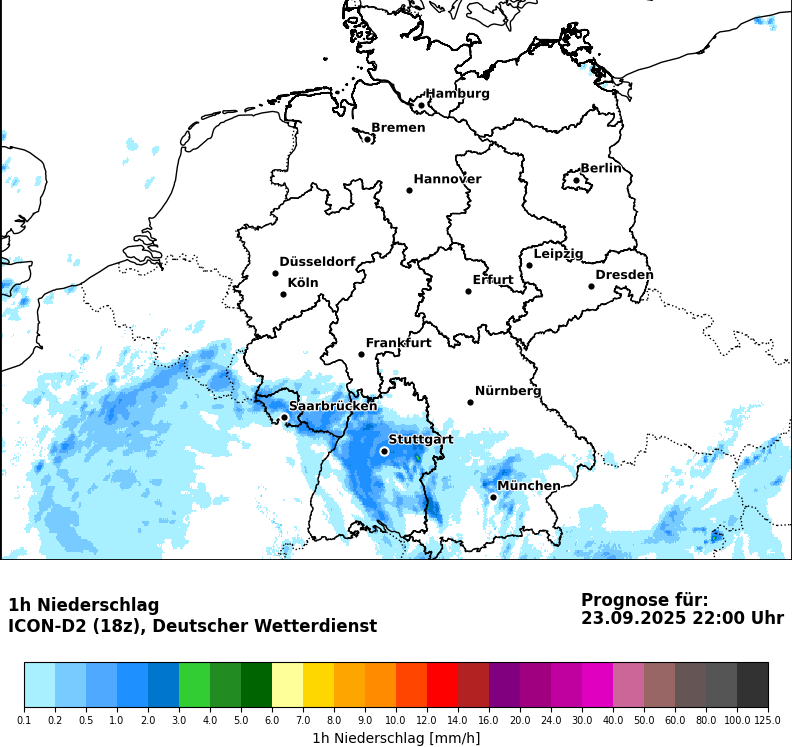 Hamburg
Bremen
Berlin
Hannover
Leipzig
Düsseldorf
Dresden
Köln
Erfurt
Frankfurt
Nürnberg
Saarbrücken
Stuttgart
München
1h Niederschlag
ICON-D2 (18z), Deutscher Wetterdienst
Prognose für:
23.09.2025 22:00 Uhr
0.1 0.2 0.5 1.0 2.0 3.0 4.0 5.0 6.0 7.0 9.0 10.0 12.0 14.0 16.0 20.0 24.0 30.0 40.0 50.0 60.0 80.0 100.0 125.0
1h Niederschlag [mm/h]